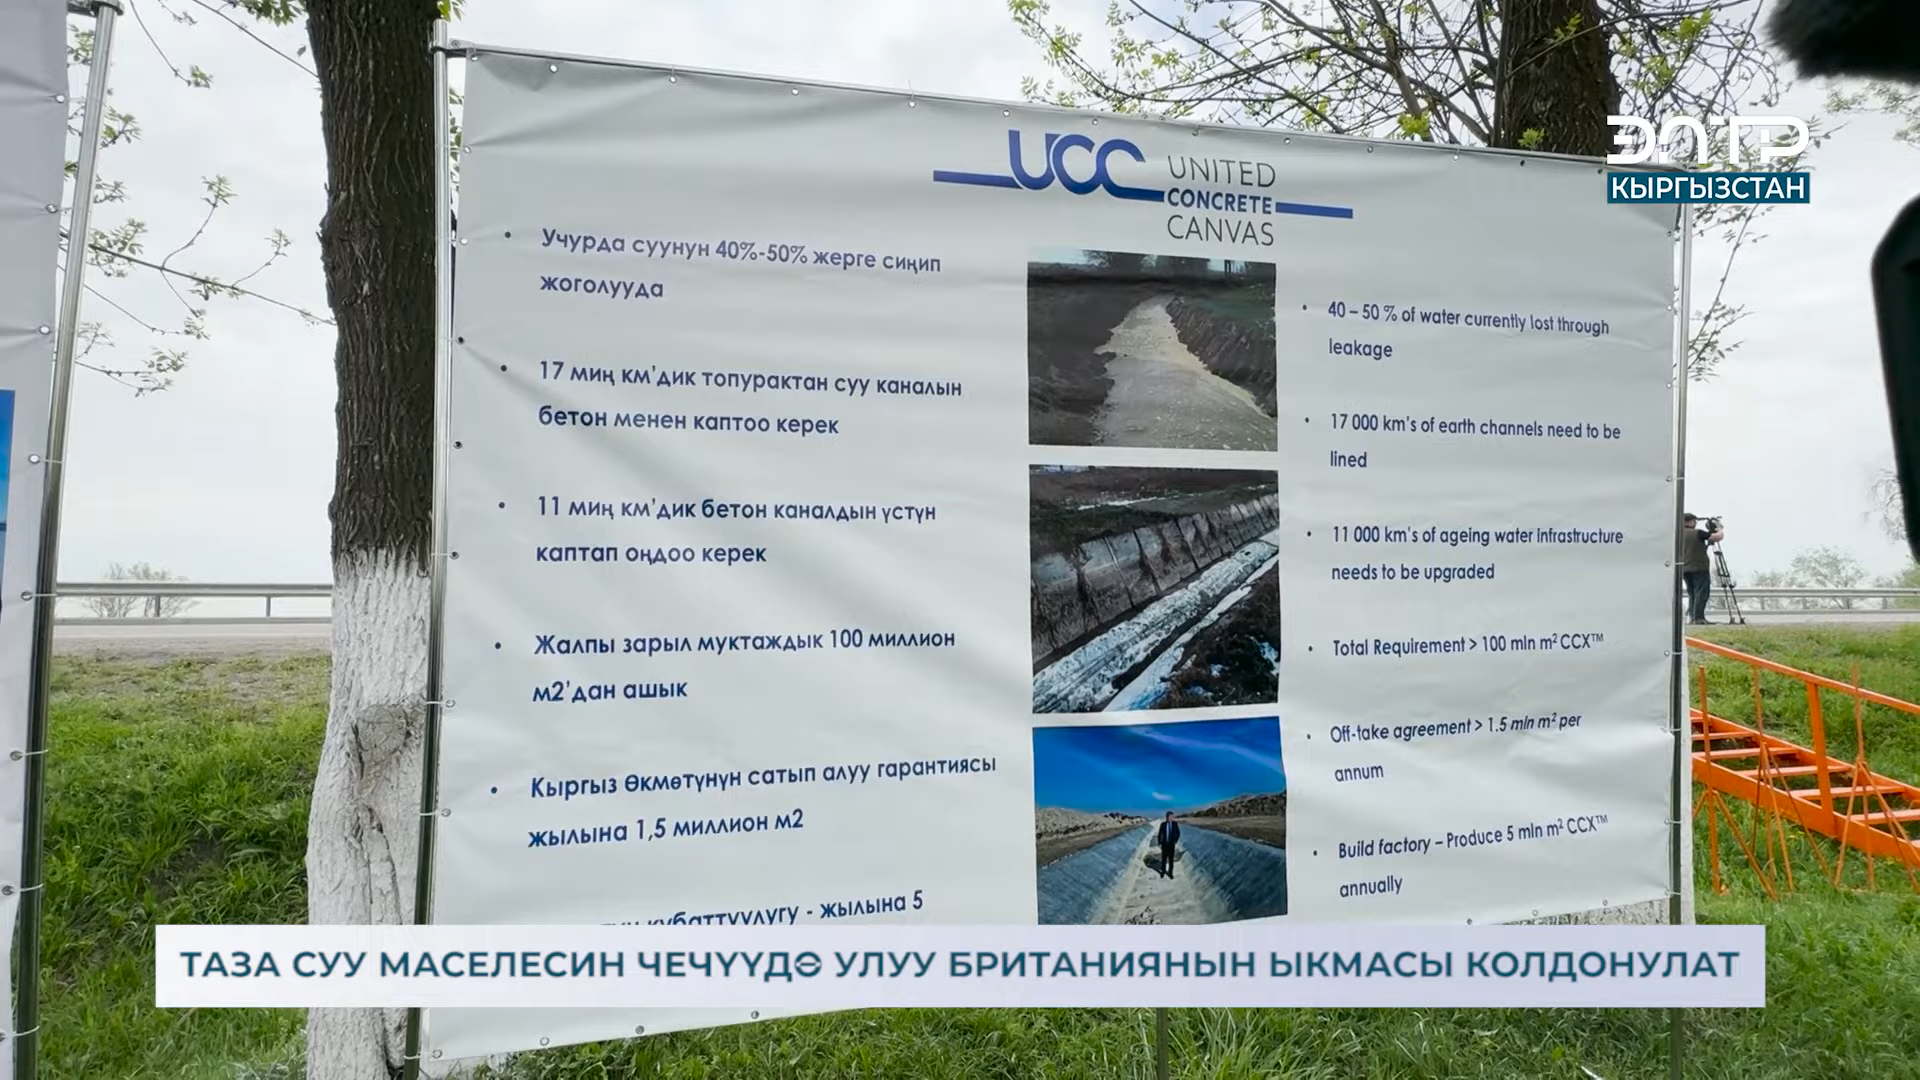 ЭЛТР
КЫРГЫЗСТАН
UCC UNITED
CONCRETE
CANVAS
• Учурда суунун 40%-50% жерге сиңип
жоголууда
• 17 миң км'дик топурактан суу каналын
бетон менен каптоо керек
• 11 миң км'дик бетон каналдын үстүн
каптап оңдоо керек
• Жалпы зарыл муктаждык 100 миллион
м2'дан ашык
• Кыргыз Өкмөтүнүн сатып алуу гарантиясы
жылына 1,5 миллион м2
кубаттуулугу - жылына 5
• 40 – 50 % of water currently lost through
leakage
• 17 000 km's of earth channels need to be
lined
• 11 000 km's of ageing water infrastructure
needs to be upgraded
• Total Requirement > 100 mln m² CCX™
• Off-take agreement > 1.5 mln m² per
annum
• Build factory – Produce 5 mln m² CCX™
annually
ТАЗА СУУ МАСЕЛЕСИН ЧЕЧҮҮДӨ УЛУУ БРИТАНИЯНЫН ЫКМАСЫ КОЛДОНУЛАТ